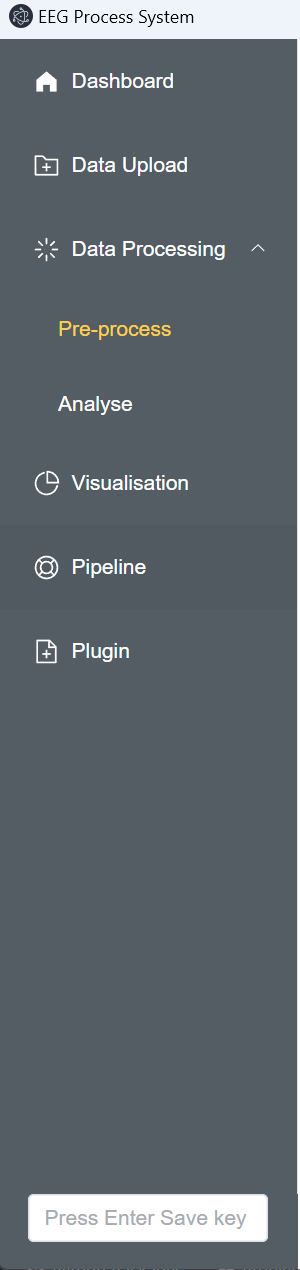 EEG Process System
Dashboard
Data Upload
Data Processing
Pre-process
Analyse
Visualisation
Pipeline
Plugin
Press Enter Save key